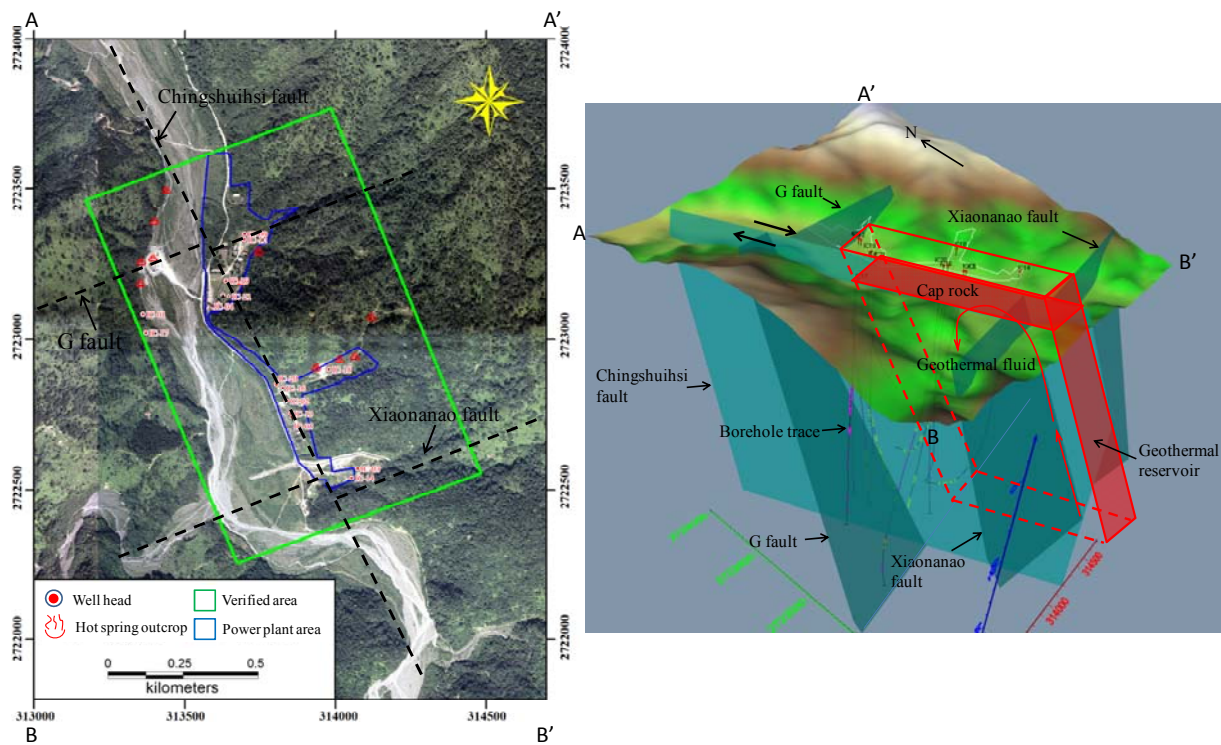 A
A’
2724000
2724000
Chingshuihsi fault
2723500
2723500
G fault
2723000
2723000
Xiaonanao fault
2722500
2722500
Well head
Verified area
Hot spring outcrop
Power plant area
0
0.25
0.5
kilometers
2722000
2722000
313000
313500
314000
314500
B
B’
A’
N
G fault
Xiaonanao fault
A
B’
Cap rock
Chingshuihsi
fault
Geothermal fluid
Borehole trace
B
Geothermal
reservoir
G fault
Xiaonanao
fault
314500
314000